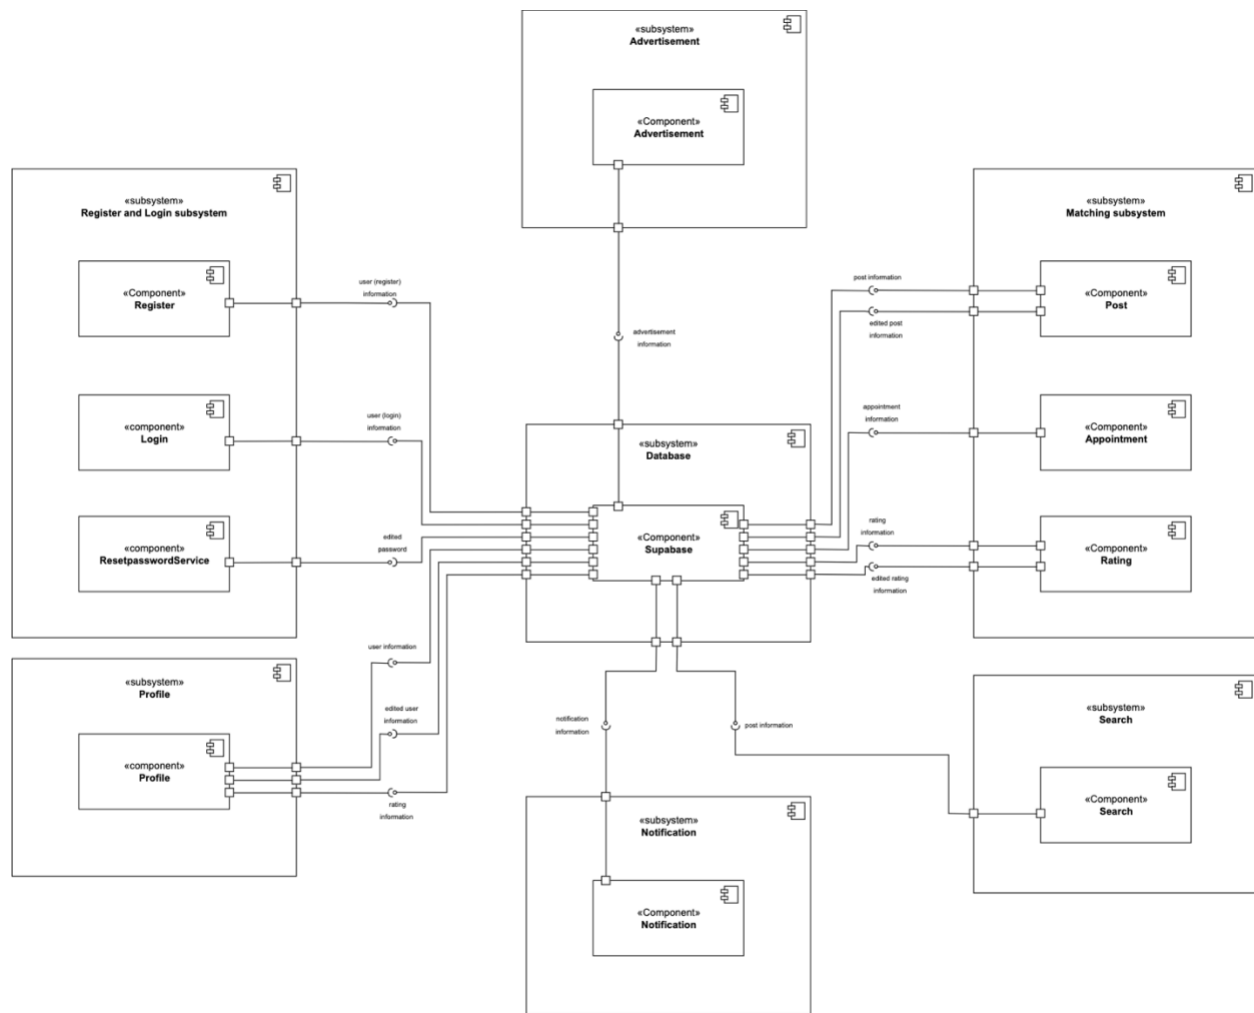 «subsystem»
Advertisement
«Component»
Advertisement
«subsystem»
Register and Login subsystem
«Component»
Register
«component»
Login
«component»
ResetpasswordService
user (register)
information
user (login)
information
edited
password
advertisement
information
«subsystem»
Matching subsystem
«Component»
Post
«Component»
Appointment
«Component»
Rating
post information
edited post
information
appointment
information
rating
information
edited rating
information
«subsystem»
Database
«Component»
Supabase
«subsystem»
Profile
«component»
Profile
user information
edited user
information
rating
information
notification
information
post information
«subsystem»
Notification
«Component»
Notification
«subsystem»
Search
«Component»
Search